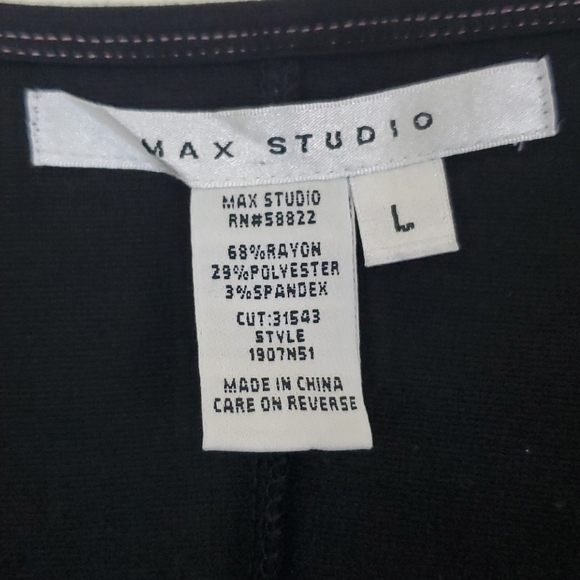 MAX STUDIO
L
MAX STUDIO
RN#58822
68%RAYON
29%POLYESTER
3%SPANDEX
CUT:31543
STYLE
1907N51
MADE IN CHINA
CARE ON REVERSE